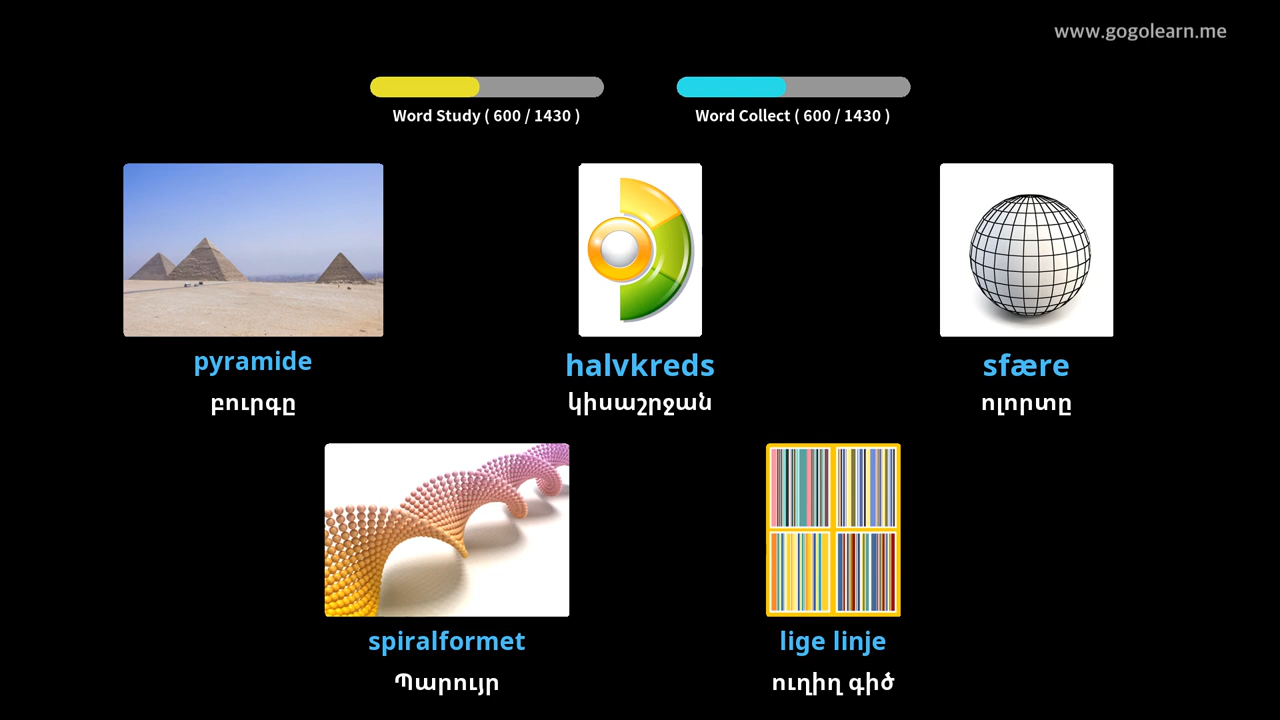 www.gogolearn.me
Word Study ( 600 / 1430 )
Word Collect ( 600 / 1430 )
pyramide
բուրգը
halvkreds
կիսաշրջան
sfære
ոլորտը
spiralformet
Պարույր
lige linje
ուղիղ գիծ